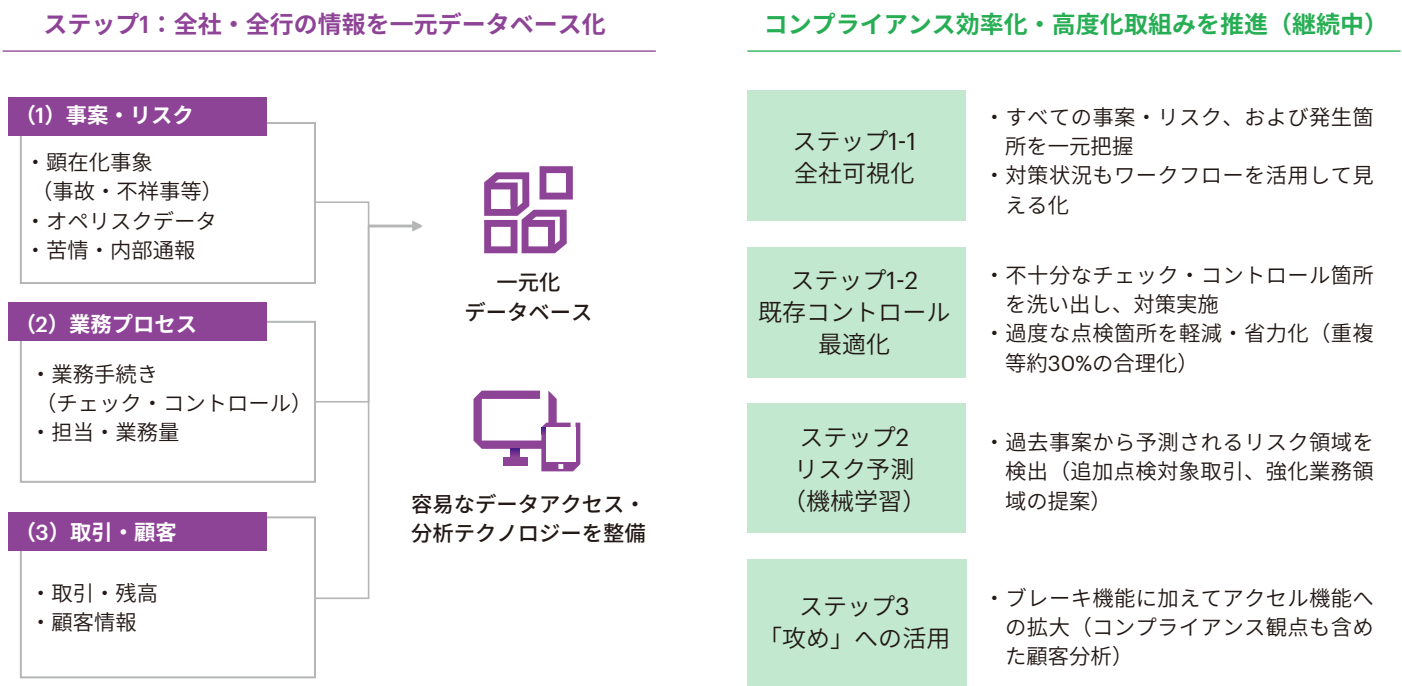 ステップ1：全社・全行の情報を一元データベース化
(1) 事案・リスク
・顕在化事象
（事故・不祥事等）
・オペリスクデータ
・苦情・内部通報
(2) 業務プロセス
・業務手続き
（チェック・コントロール）
・担当・業務量
(3) 取引・顧客
・取引・残高
・顧客情報
一元化
データベース
容易なデータアクセス・
分析テクノロジーを整備
コンプライアンス効率化・高度化取組みを推進（継続中）
ステップ1-1
全社可視化
・すべての事案・リスク、および発生箇
所を一元把握
・対策状況もワークフローを活用して見
える化
ステップ1-2
既存コントロール
最適化
・不十分なチェック・コントロール箇所
を洗い出し、対策実施
・過度な点検箇所を軽減・省力化（重複
等約30%の合理化）
ステップ2
リスク予測
（機械学習）
・過去事案から予測されるリスク領域を
検出（追加点検対象取引、強化業務領
域の提案）
ステップ3
「攻め」への活用
・ブレーキ機能に加えてアクセル機能へ
の拡大（コンプライアンス観点も含め
た顧客分析）